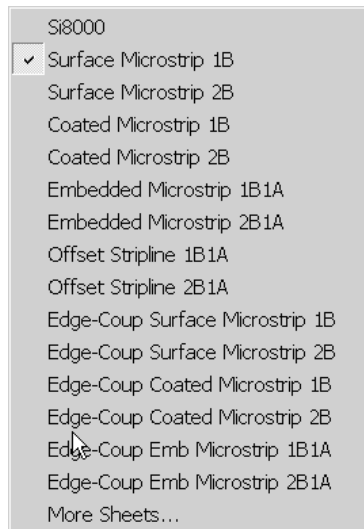 Si8000
Surface Microstrip 1B
Surface Microstrip 2B
Coated Microstrip 1B
Coated Microstrip 2B
Embedded Microstrip 1B1A
Embedded Microstrip 2B1A
Offset Stripline 1B1A
Offset Stripline 2B1A
Edge-Coup Surface Microstrip 1B
Edge-Coup Surface Microstrip 2B
Edge-Coup Coated Microstrip 1B
Edge-Coup Coated Microstrip 2B
Edge-Coup Emb Microstrip 1B1A
Edge-Coup Emb Microstrip 2B1A
More Sheets...